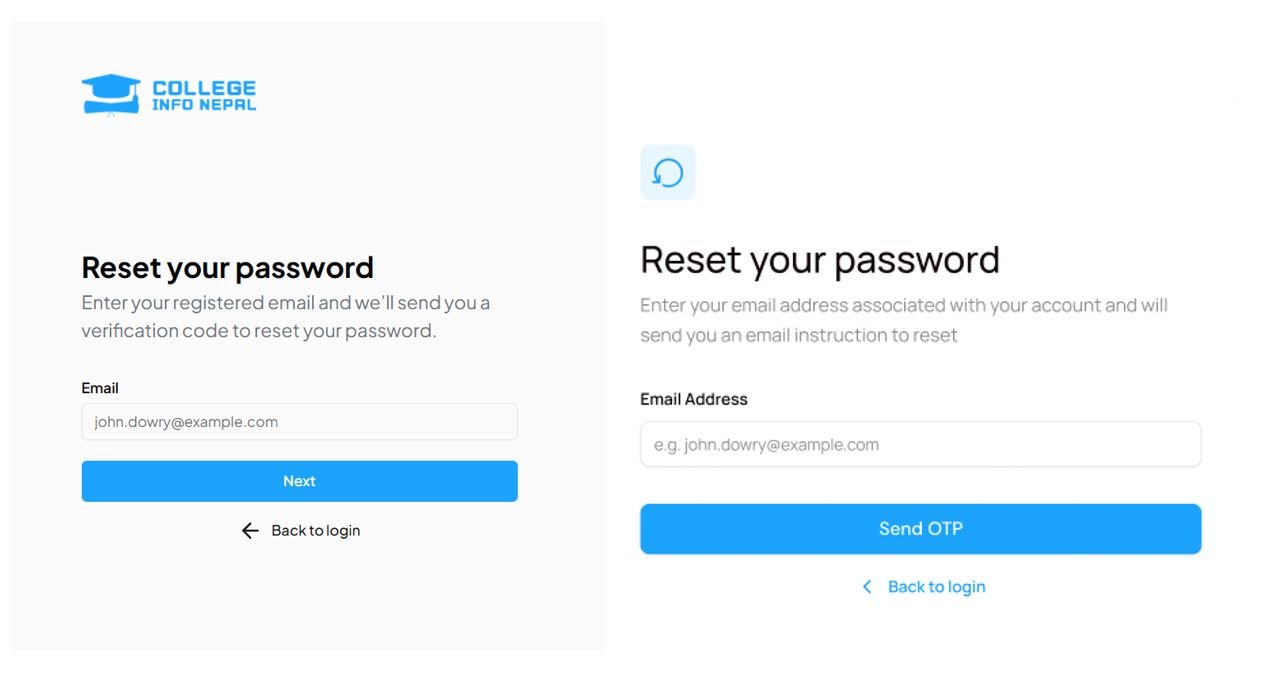 COLLEGE
INFO NEPAL
Reset your password
Enter your registered email and we’ll send you a
verification code to reset your password.
Email
john.dowry@example.com
Next
Back to login
Reset your password
Enter your email address associated with your account and will
send you an email instruction to reset
Email Address
e.g. john.dowry@example.com
Send OTP
Back to login